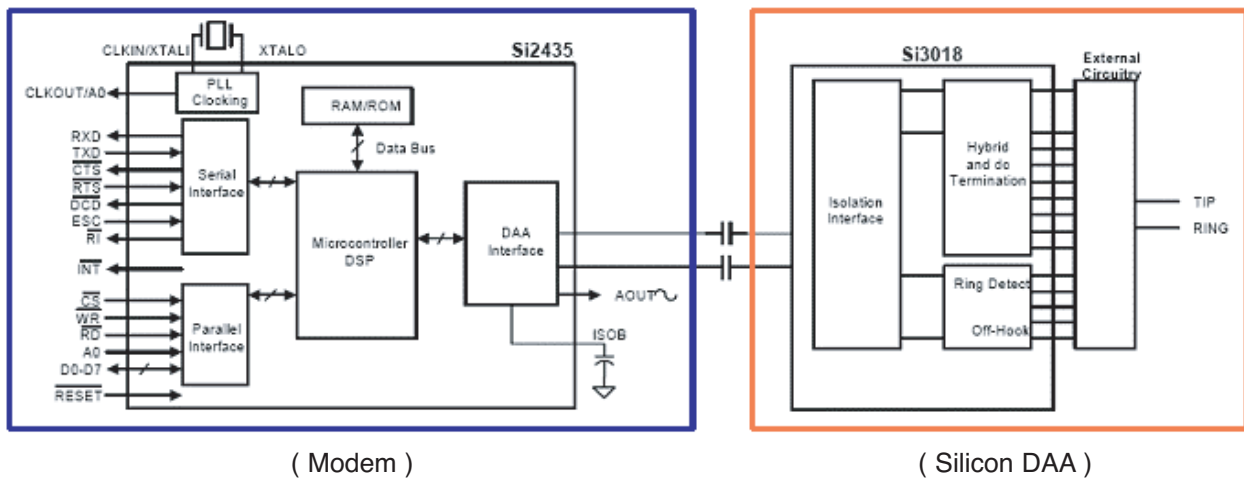 CLKIN/XTALI
XTALO
Si2435
PLL
Clocking
CLKOUT/A0
RAM/ROM
Data Bus
RXD
TXD
CTS
RTS
DCD
ESC
RI
Serial
Interface
INT
CS
WR
RD
A0
D0-D7
RESET
Parallel
Interface
Microcontroller
DSP
DAA
Interface
AOUT
ISOB
Si3018
External
Circuitry
Isolation
Interface
Hybrid
and dc
Termination
Ring Detect
Off-Hook
TIP
RING
( Modem )
( Silicon DAA )